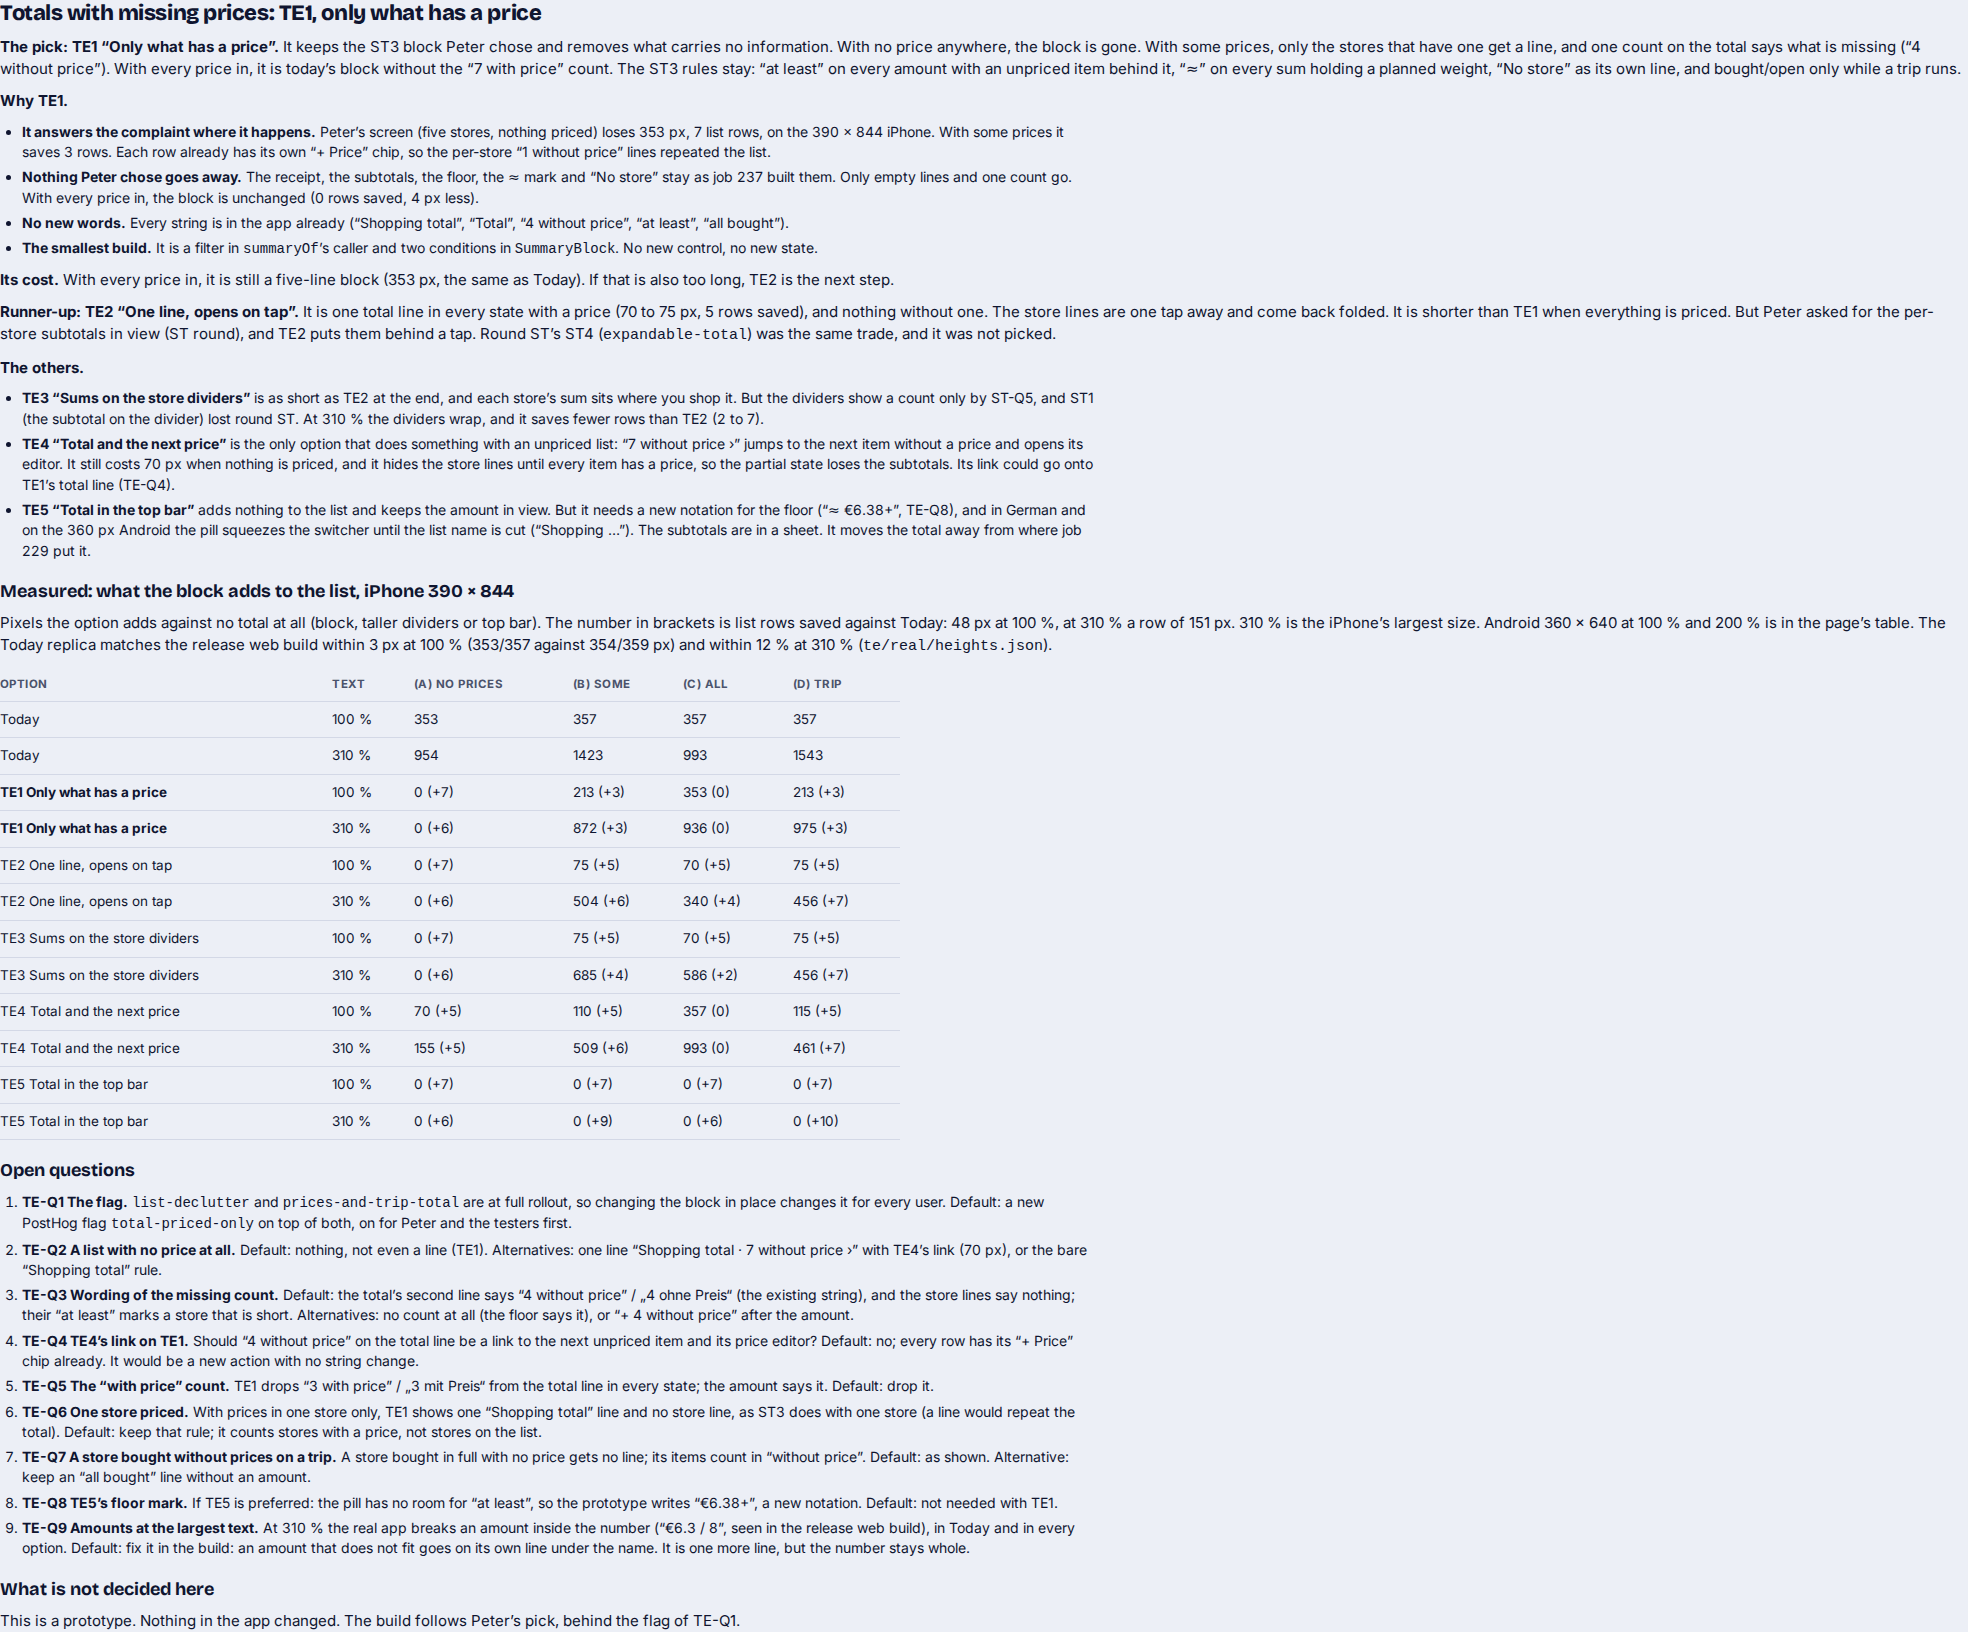 Totals with missing prices: TE1, only what has a price
The pick: TE1 “Only what has a price”. It keeps the ST3 block Peter chose and removes what carries no information. With no price anywhere, the block is gone. With some prices, only the stores that have one get a line, and one count on the total says what is missing (“4
without price”). With every price in, it is today’s block without the “7 with price” count. The ST3 rules stay: “at least” on every amount with an unpriced item behind it, “≈” on every sum holding a planned weight, “No store” as its own line, and bought/open only while a trip runs.
Why TE1.
• It answers the complaint where it happens. Peter’s screen (five stores, nothing priced) loses 353 px, 7 list rows, on the 390 × 844 iPhone. With some prices it
saves 3 rows. Each row already has its own “+ Price” chip, so the per-store “1 without price” lines repeated the list.
• Nothing Peter chose goes away. The receipt, the subtotals, the floor, the ≈ mark and “No store” stay as job 237 built them. Only empty lines and one count go.
With every price in, the block is unchanged (0 rows saved, 4 px less).
• No new words. Every string is in the app already (“Shopping total”, “Total”, “4 without price”, “at least”, “all bought”).
• The smallest build. It is a filter in summaryOf’s caller and two conditions in SummaryBlock. No new control, no new state.
Its cost. With every price in, it is still a five-line block (353 px, the same as Today). If that is also too long, TE2 is the next step.
Runner-up: TE2 “One line, opens on tap”. It is one total line in every state with a price (70 to 75 px, 5 rows saved), and nothing without one. The store lines are one tap away and come back folded. It is shorter than TE1 when everything is priced. But Peter asked for the per-
store subtotals in view (ST round), and TE2 puts them behind a tap. Round ST’s ST4 (expandable-total) was the same trade, and it was not picked.
The others.
• TE3 “Sums on the store dividers” is as short as TE2 at the end, and each store’s sum sits where you shop it. But the dividers show a count only by ST-Q5, and ST1
(the subtotal on the divider) lost round ST. At 310 % the dividers wrap, and it saves fewer rows than TE2 (2 to 7).
• TE4 “Total and the next price” is the only option that does something with an unpriced list: “7 without price ›” jumps to the next item without a price and opens its
editor. It still costs 70 px when nothing is priced, and it hides the store lines until every item has a price, so the partial state loses the subtotals. Its link could go onto
TE1’s total line (TE-Q4).
• TE5 “Total in the top bar” adds nothing to the list and keeps the amount in view. But it needs a new notation for the floor (“≈ €6.38+”, TE-Q8), and in German and
on the 360 px Android the pill squeezes the switcher until the list name is cut (“Shopping …”). The subtotals are in a sheet. It moves the total away from where job
229 put it.
Measured: what the block adds to the list, iPhone 390 × 844
Pixels the option adds against no total at all (block, taller dividers or top bar). The number in brackets is list rows saved against Today: 48 px at 100 %, at 310 % a row of 151 px. 310 % is the iPhone’s largest size. Android 360 × 640 at 100 % and 200 % is in the page’s table. The
Today replica matches the release web build within 3 px at 100 % (353/357 against 354/359 px) and within 12 % at 310 % (te/real/heights.json).
OPTION TEXT (A) NO PRICES (B) SOME (C) ALL (D) TRIP
Today 100 % 353 357 357 357
Today 310 % 954 1423 993 1543
TE1 Only what has a price 100 % 0 (+7) 213 (+3) 353 (0) 213 (+3)
TE1 Only what has a price 310 % 0 (+6) 872 (+3) 936 (0) 975 (+3)
TE2 One line, opens on tap 100 % 0 (+7) 75 (+5) 70 (+5) 75 (+5)
TE2 One line, opens on tap 310 % 0 (+6) 504 (+6) 340 (+4) 456 (+7)
TE3 Sums on the store dividers 100 % 0 (+7) 75 (+5) 70 (+5) 75 (+5)
TE3 Sums on the store dividers 310 % 0 (+6) 685 (+4) 586 (+2) 456 (+7)
TE4 Total and the next price 100 % 70 (+5) 110 (+5) 357 (0) 115 (+5)
TE4 Total and the next price 310 % 155 (+5) 509 (+6) 993 (0) 461 (+7)
TE5 Total in the top bar 100 % 0 (+7) 0 (+7) 0 (+7) 0 (+7)
TE5 Total in the top bar 310 % 0 (+6) 0 (+9) 0 (+6) 0 (+10)
Open questions
1. TE-Q1 The flag. list-declutter and prices-and-trip-total are at full rollout, so changing the block in place changes it for every user. Default: a new
PostHog flag total-priced-only on top of both, on for Peter and the testers first.
2. TE-Q2 A list with no price at all. Default: nothing, not even a line (TE1). Alternatives: one line “Shopping total · 7 without price ›” with TE4’s link (70 px), or the bare
“Shopping total” rule.
3. TE-Q3 Wording of the missing count. Default: the total’s second line says “4 without price” / „4 ohne Preis“ (the existing string), and the store lines say nothing;
their “at least” marks a store that is short. Alternatives: no count at all (the floor says it), or “+ 4 without price” after the amount.
4. TE-Q4 TE4’s link on TE1. Should “4 without price” on the total line be a link to the next unpriced item and its price editor? Default: no; every row has its “+ Price”
chip already. It would be a new action with no string change.
5. TE-Q5 The “with price” count. TE1 drops “3 with price” / „3 mit Preis“ from the total line in every state; the amount says it. Default: drop it.
6. TE-Q6 One store priced. With prices in one store only, TE1 shows one “Shopping total” line and no store line, as ST3 does with one store (a line would repeat the
total). Default: keep that rule; it counts stores with a price, not stores on the list.
7. TE-Q7 A store bought without prices on a trip. A store bought in full with no price gets no line; its items count in “without price”. Default: as shown. Alternative:
keep an “all bought” line without an amount.
8. TE-Q8 TE5’s floor mark. If TE5 is preferred: the pill has no room for “at least”, so the prototype writes “€6.38+”, a new notation. Default: not needed with TE1.
9. TE-Q9 Amounts at the largest text. At 310 % the real app breaks an amount inside the number (“€6.3 / 8”, seen in the release web build), in Today and in every
option. Default: fix it in the build: an amount that does not fit goes on its own line under the name. It is one more line, but the number stays whole.
What is not decided here
This is a prototype. Nothing in the app changed. The build follows Peter’s pick, behind the flag of TE-Q1.